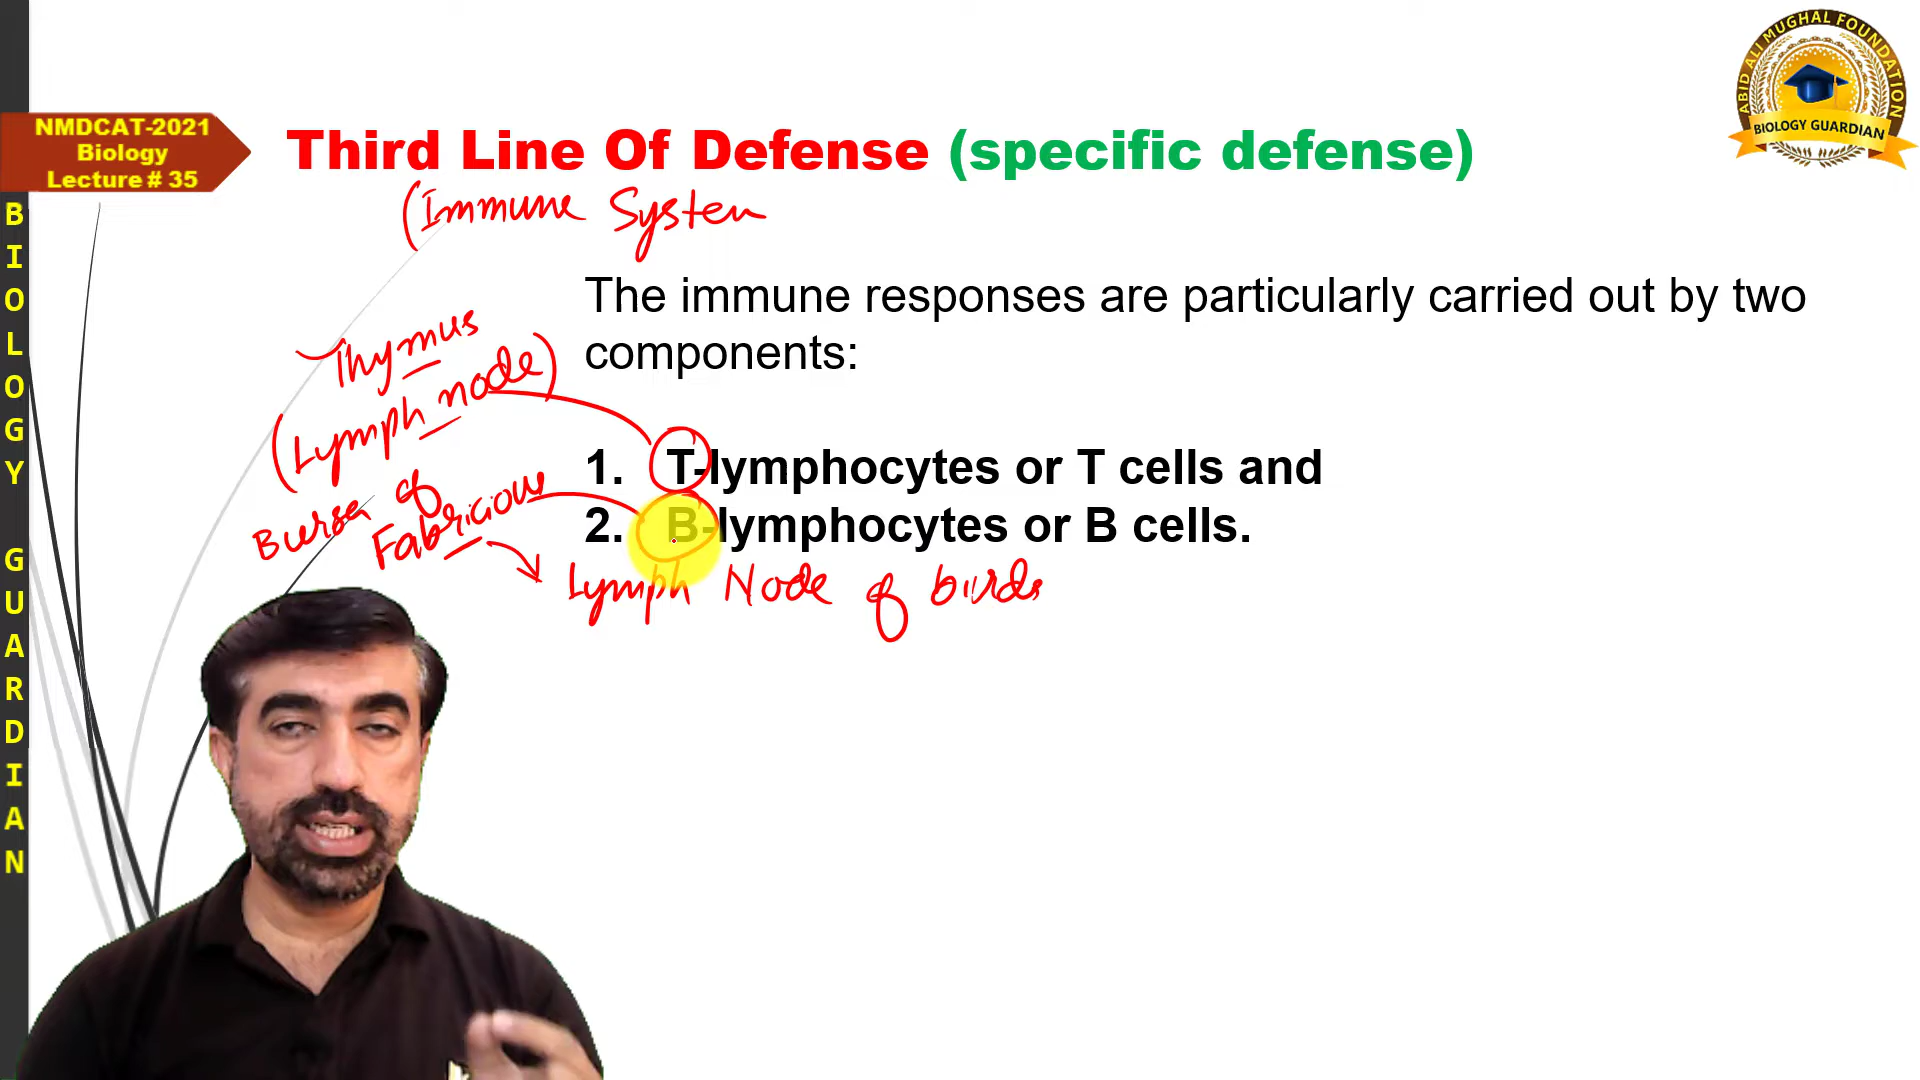 ABID ALI MUGHAL FOUNDATION
BIOLOGY GUARDIAN
NMDCAT-2021
Biology
Lecture # 35
BIOLOGY GUARDIAN
Third Line Of Defense (specific defense)
(Immune System
The immune responses are particularly carried out by two
components:
Thymus
(Lymph node)
1. T-lymphocytes or T cells and
Bursa of
Fabricious
2. B-lymphocytes or B cells.
Lymph Node of birds